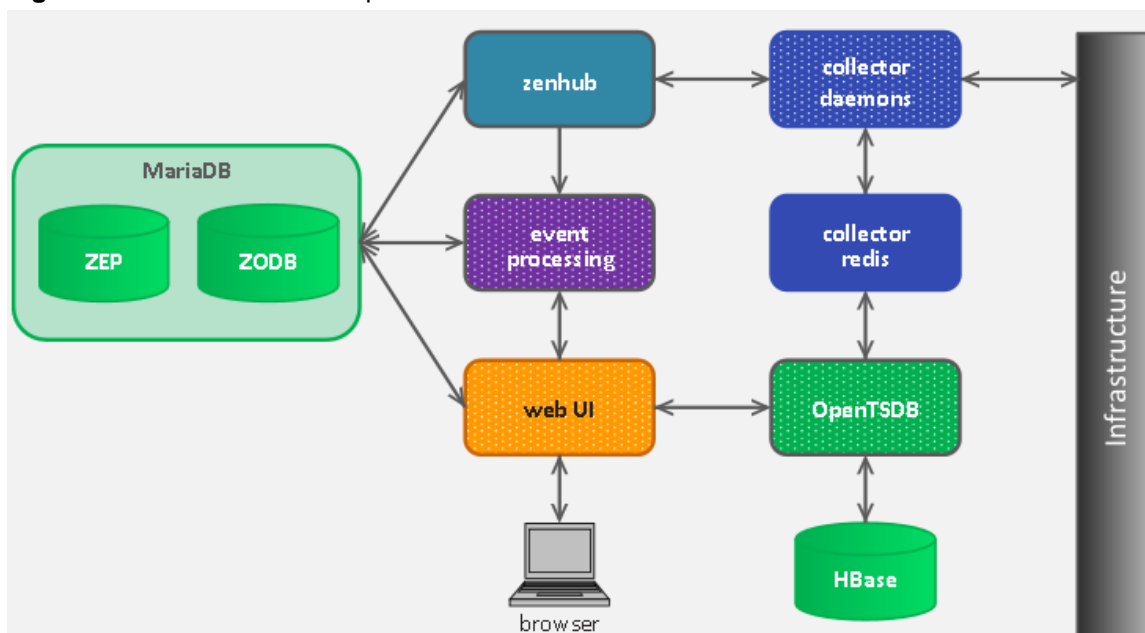 MariaDB
ZEP
ZODB
zenhub
event
processing
web UI
browser
collector
daemons
collector
redis
OpenTSDB
HBase
Infrastructure